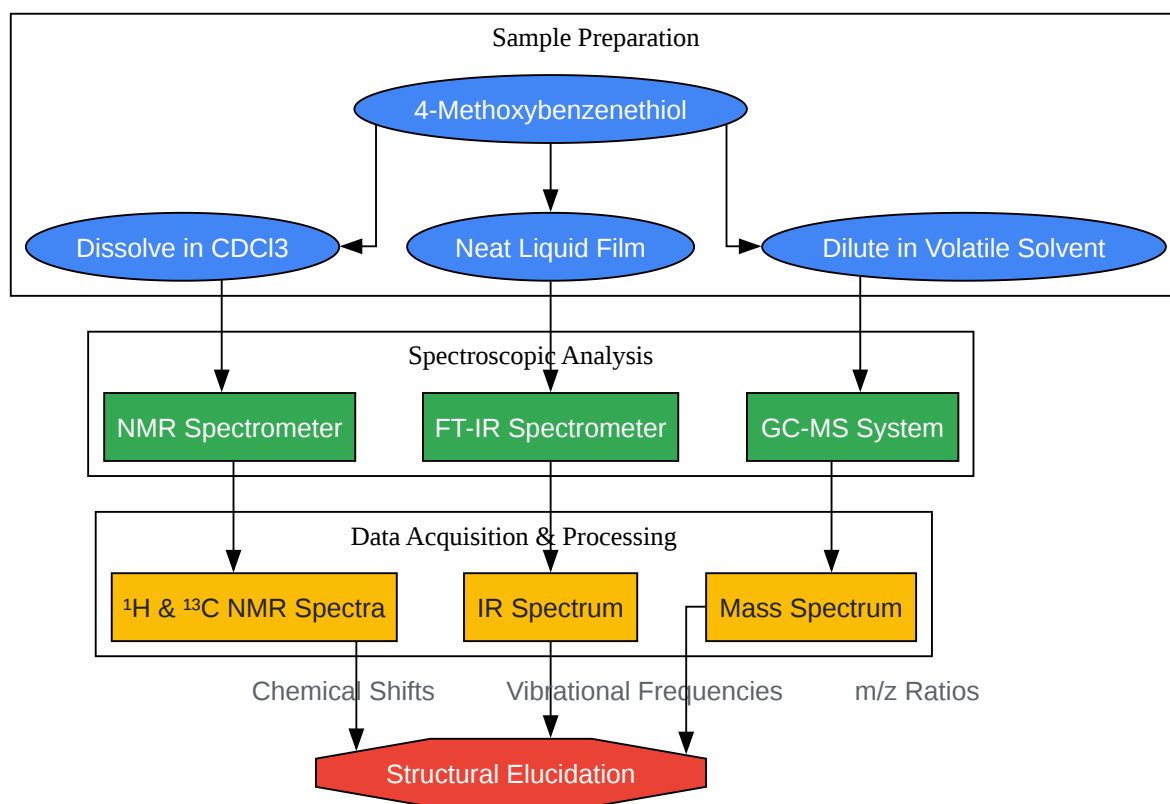 Sample Preparation
4-Methoxybenzenethiol
Dissolve in CDCl3
Neat Liquid Film
Dilute in Volatile Solvent
Spectroscopic Analysis
NMR Spectrometer
FT-IR Spectrometer
GC-MS System
Data Acquisition & Processing
¹H & ¹³C NMR Spectra
IR Spectrum
Mass Spectrum
Chemical Shifts
Vibrational Frequencies
m/z Ratios
Structural Elucidation